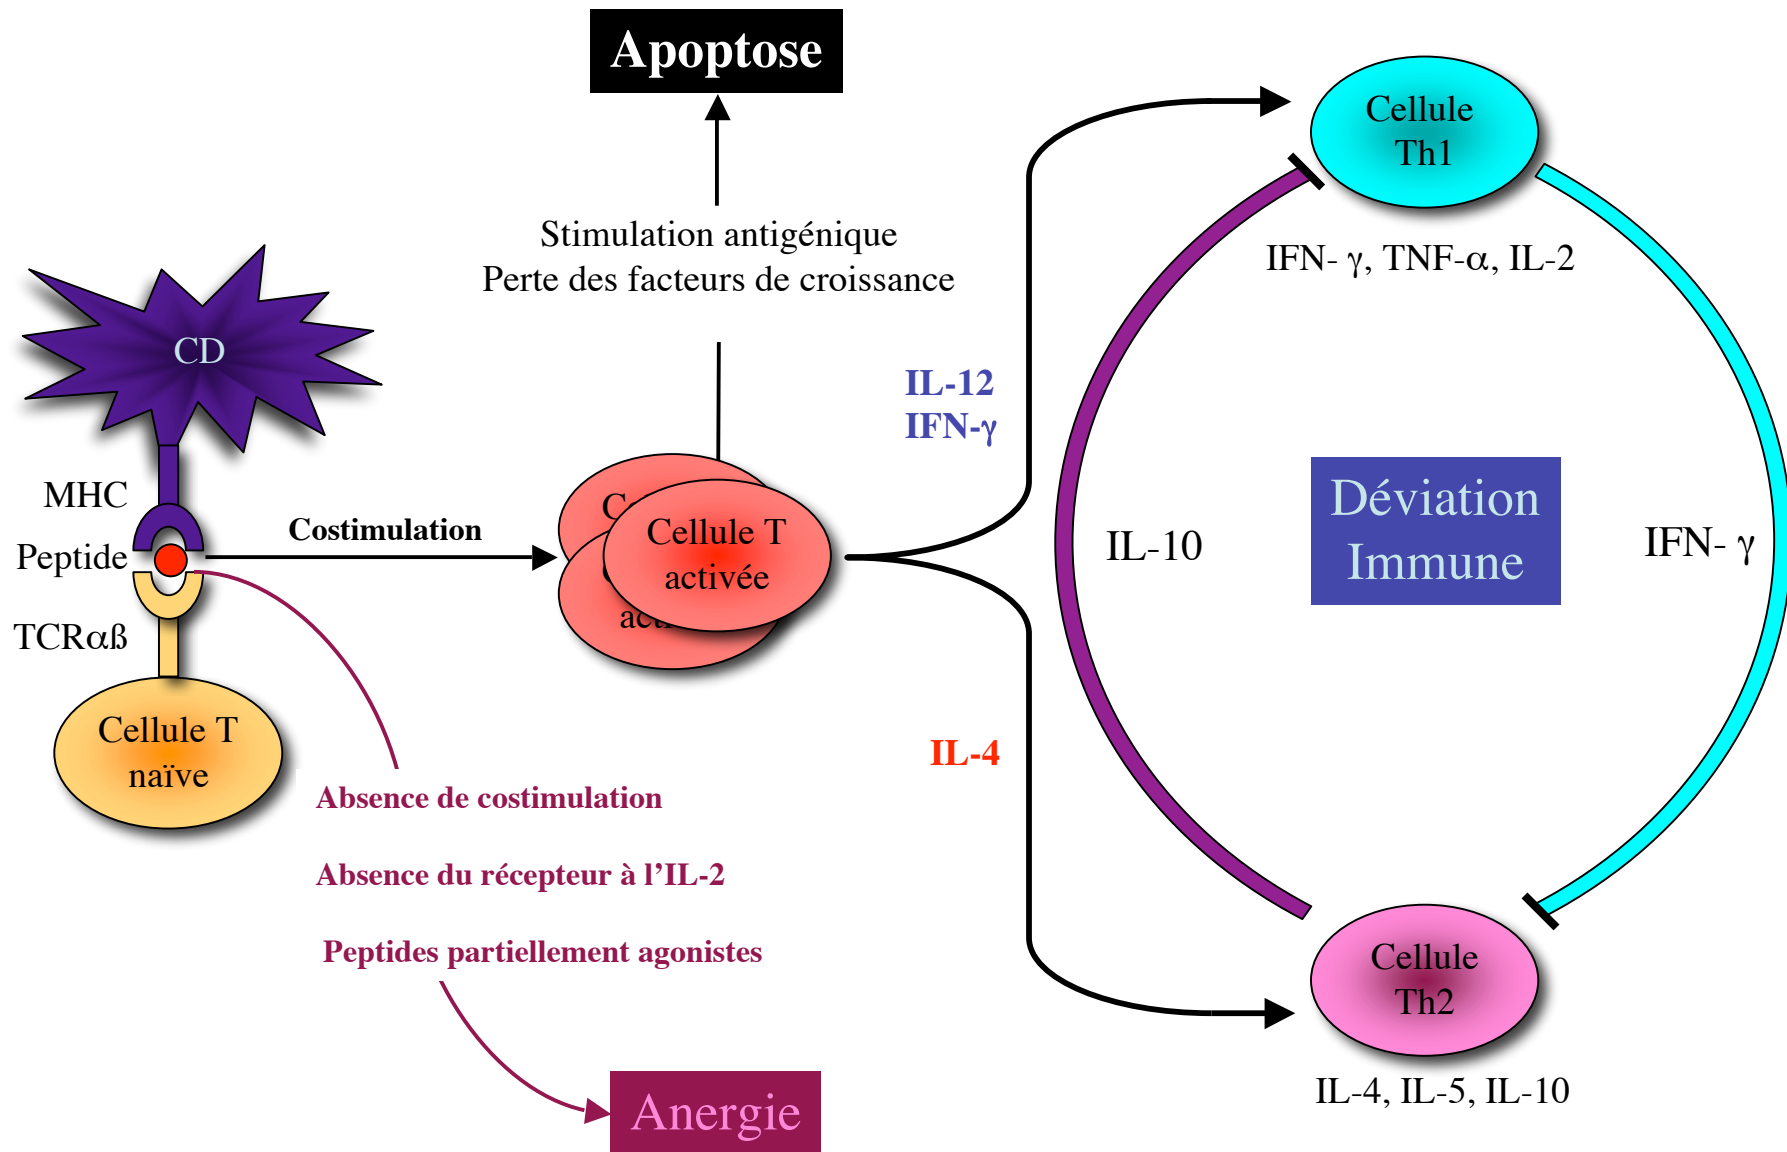 Apoptose
Stimulation antigénique
Perte des facteurs de croissance
CD
MHC
Peptide
TCRαß
Cellule T
naïve
Costimulation
Cellule T
activée
Absence de costimulation
Absence du récepteur à l’IL-2
Peptides partiellement agonistes
Anergie
IL-12
IFN-γ
IL-4
Cellule
Th1
IFN- γ, TNF-α, IL-2
IL-10
Déviation
Immune
IFN- γ
Cellule
Th2
IL-4, IL-5, IL-10